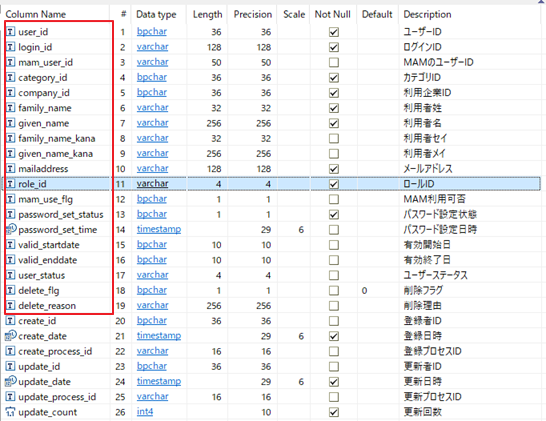 Column Name # Data type Length Precision Scale Not Null Default Description
user_id 1 bpchar 36 36 ユーザーID
login_id 2 varchar 128 128 ログインID
mam_user_id 3 varchar 50 50 MAMのユーザーID
category_id 4 bpchar 36 36 カテゴリID
company_id 5 bpchar 36 36 利用企業ID
family_name 6 varchar 32 32 利用者姓
given_name 7 varchar 256 256 利用者名
family_name_kana 8 varchar 32 32 利用者セイ
given_name_kana 9 varchar 256 256 利用者メイ
mailaddress 10 varchar 128 128 メールアドレス
role_id 11 varchar 4 4 ロールID
mam_use_flg 12 bpchar 1 1 MAM利用可否
password_set_status 13 bpchar 1 1 パスワード設定状態
password_set_time 14 timestamp 29 6 パスワード設定日時
valid_startdate 15 varchar 10 10 有効開始日
valid_enddate 16 bpchar 10 10 有効終了日
user_status 17 varchar 4 4 ユーザーステータス
delete_flg 18 bpchar 1 1 0 削除フラグ
delete_reason 19 varchar 256 256 削除理由
create_id 20 bpchar 36 36 登録者ID
create_date 21 timestamp 29 6 登録日時
create_process_id 22 varchar 16 16 登録プロセスID
update_id 23 bpchar 36 36 更新者ID
update_date 24 timestamp 29 6 更新日時
update_process_id 25 varchar 16 16 更新プロセスID
update_count 26 int4 10 更新回数